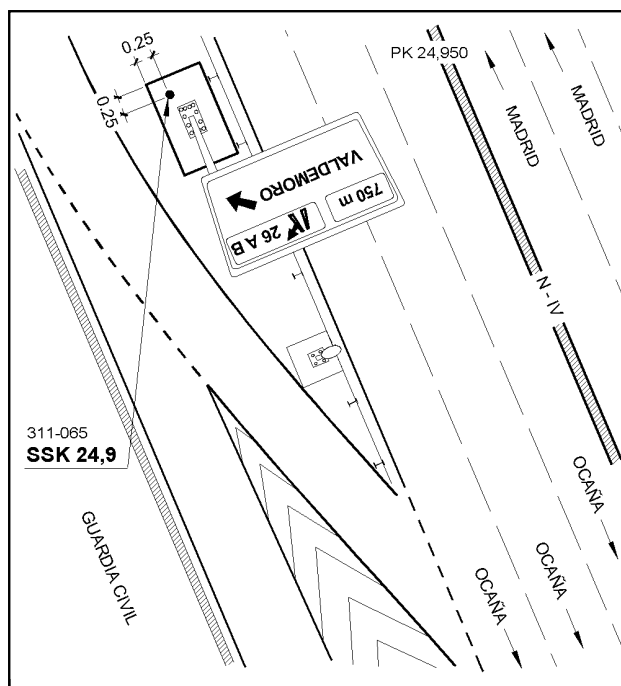 0.25
0.25
PK 24,950
MADRID
MADRID
VALDEMORO
750 m
26 A B
N - IV
311-065
SSK 24,9
GUARDIA CIVIL
OCAÑA
OCAÑA
OCAÑA